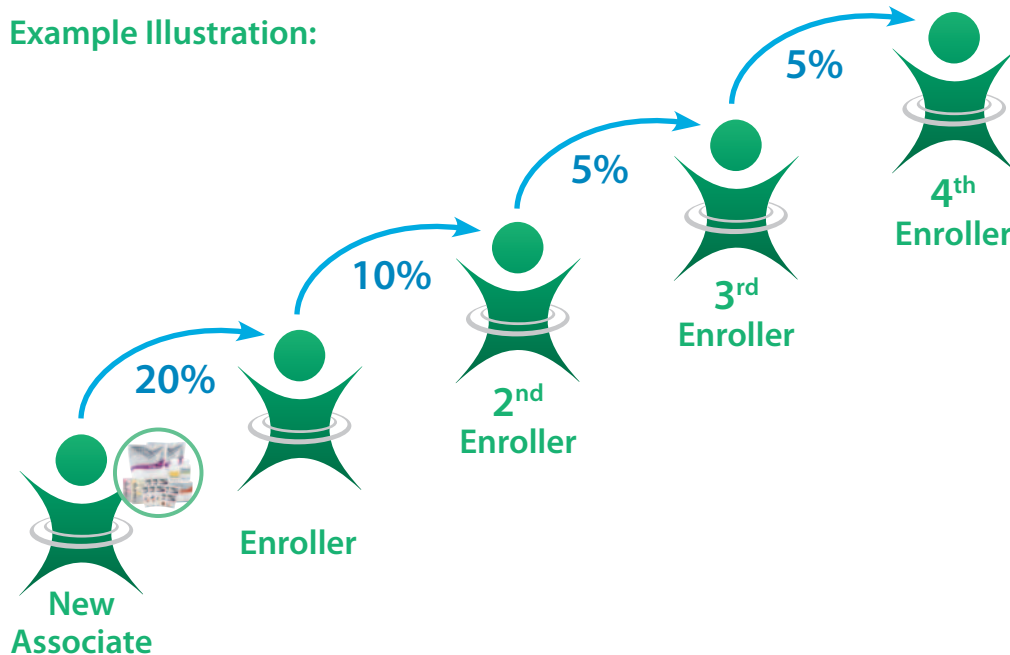 Example Illustration:
5%
4th
Enroller
5%
3rd
Enroller
10%
2nd
Enroller
20%
Enroller
New
Associate